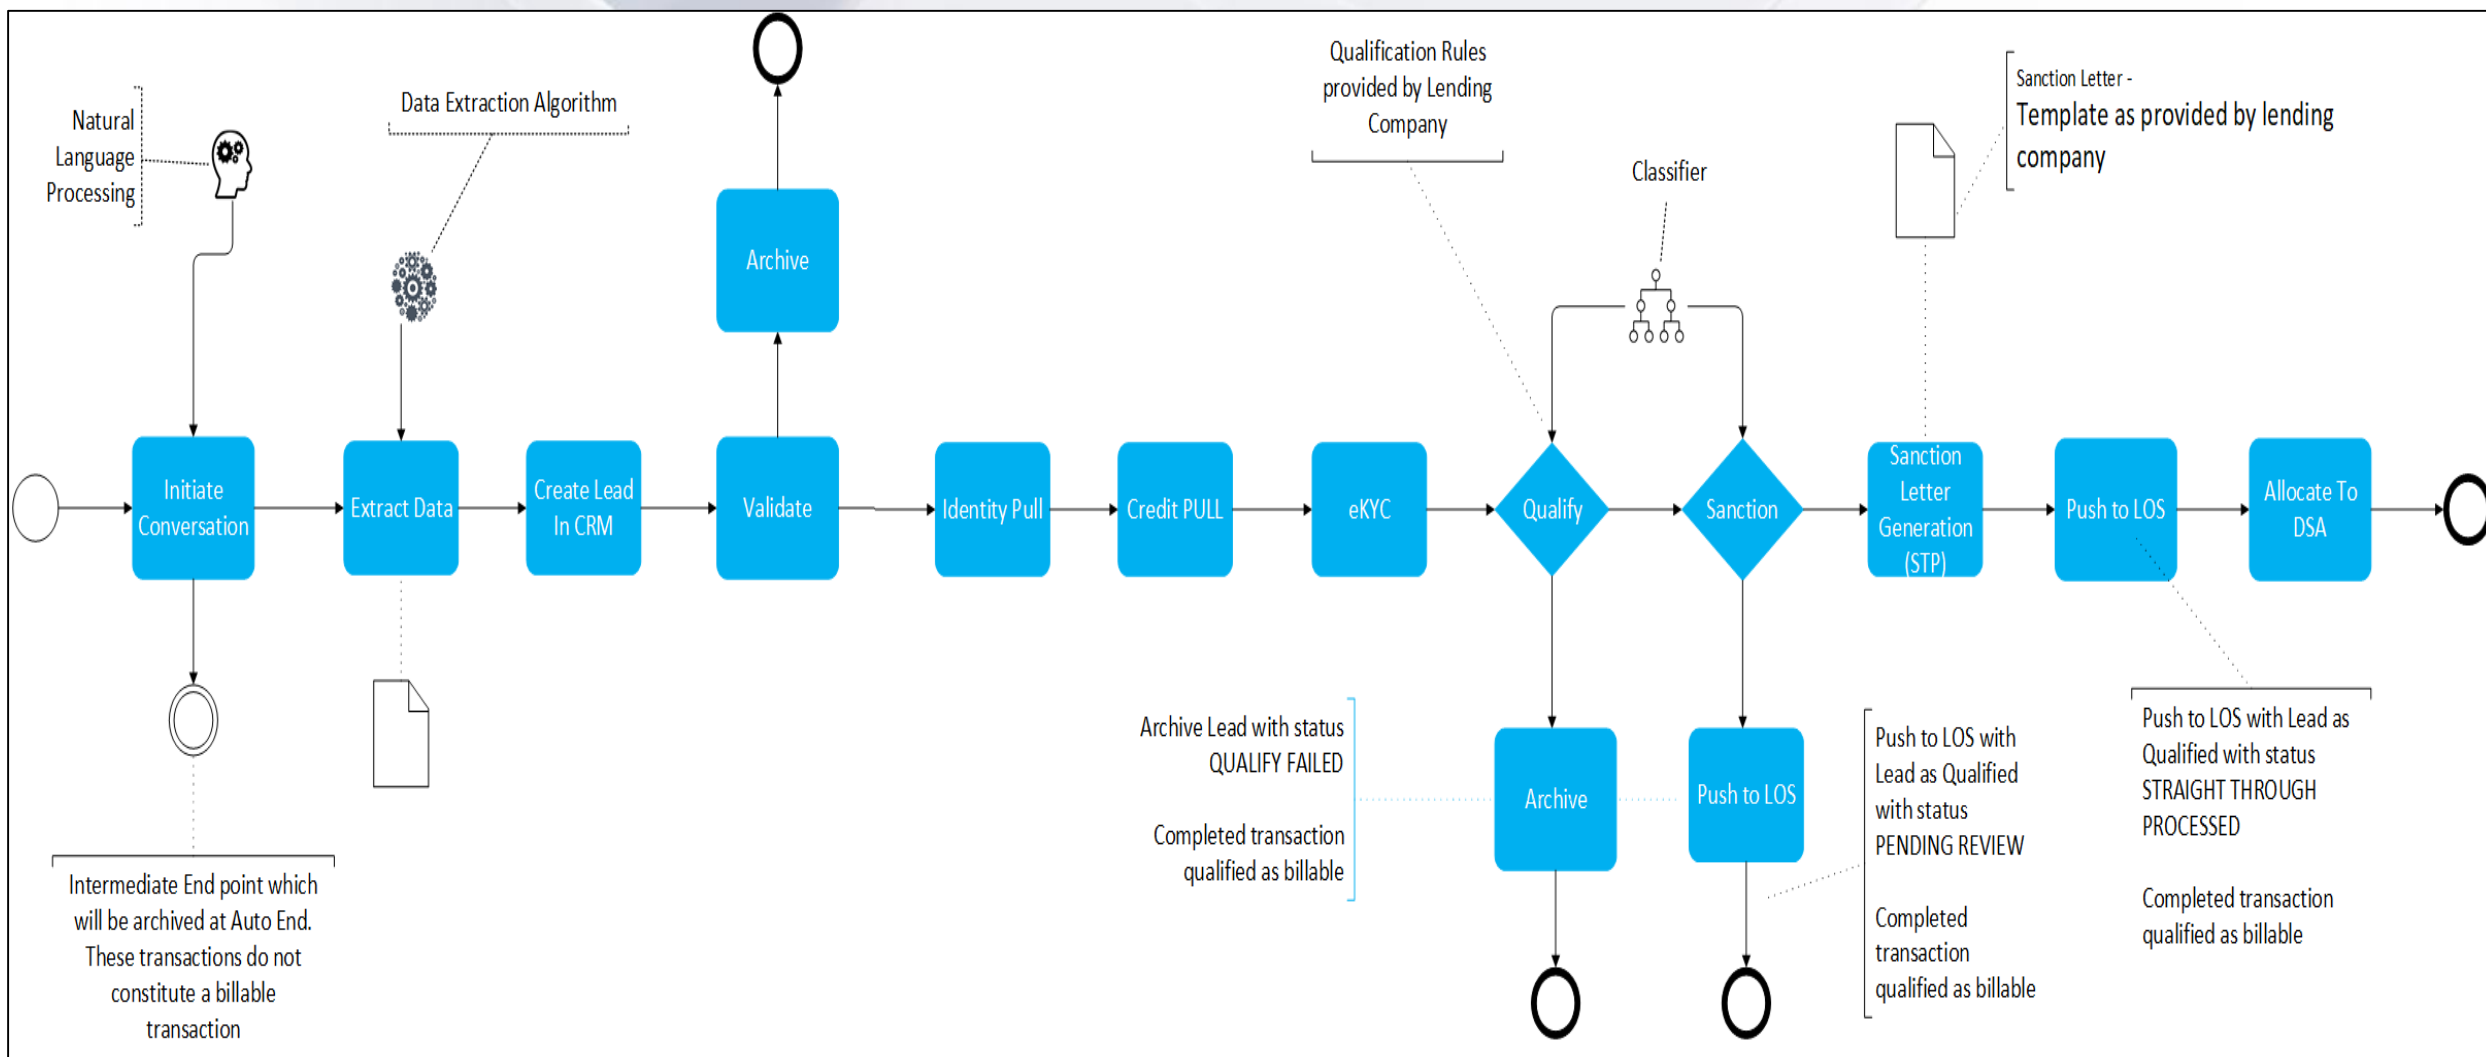 Natural
Language
Processing
Data Extraction Algorithm
Archive
Qualification Rules
provided by Lending
Company
Classifier
Sanction Letter -
Template as provided by lending
company
Initiate
Conversation
Extract Data
Create Lead
In CRM
Validate
Identity Pull
Credit PULL
eKYC
Qualify
Sanction
Sanction
Letter
Generation
(STP)
Push to LOS
Allocate To
DSA
Intermediate End point which
will be archived at Auto End.
These transactions do not
constitute a billable
transaction
Archive Lead with status
QUALIFY FAILED
Completed transaction
qualified as billable
Archive
Push to LOS
Push to LOS with
Lead as Qualified
with status
PENDING REVIEW
Completed
transaction
qualified as billable
Push to LOS with Lead as
Qualified with status
STRAIGHT THROUGH
PROCESSED
Completed transaction
qualified as billable